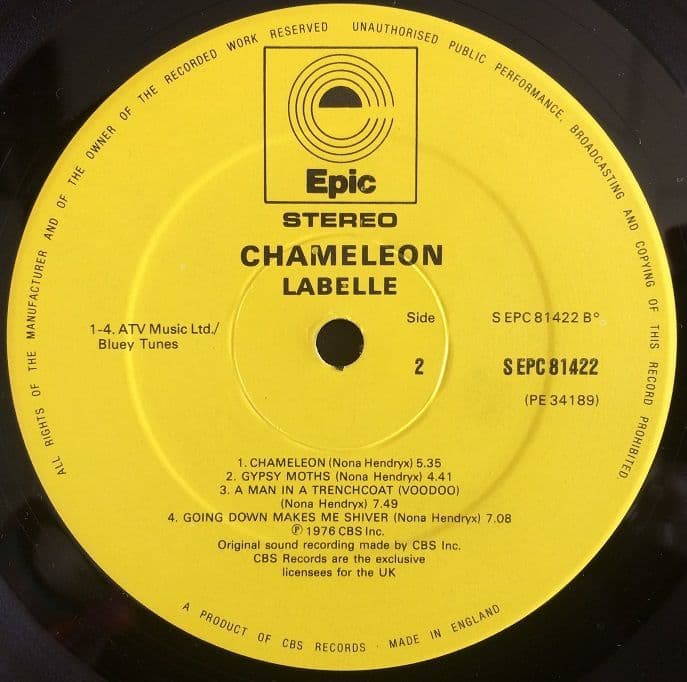 ALL RIGHTS OF THE MANUFACTURER AND OF THE OWNER OF THE RECORDED WORK RESERVED UNAUTHORISED PUBLIC PERFORMANCE, BROADCASTING AND COPYING OF THIS RECORD PROHIBITED
Epic
STEREO
CHAMELEON
LABELLE
1-4. ATV Music Ltd./
Bluey Tunes
Side
2
S EPC 81422 B°
S EPC 81422
(PE 34189)
1. CHAMELEON (Nona Hendryx) 5.35
2. GYPSY MOTHS (Nona Hendryx) 4.41
3. A MAN IN A TRENCHCOAT (VOODOO)
(Nona Hendryx) 7.49
4. GOING DOWN MAKES ME SHIVER (Nona Hendryx) 7.08
℗ 1976 CBS Inc.
Original sound recording made by CBS Inc.
CBS Records are the exclusive
licensees for the UK
A PRODUCT OF CBS RECORDS · MADE IN ENGLAND